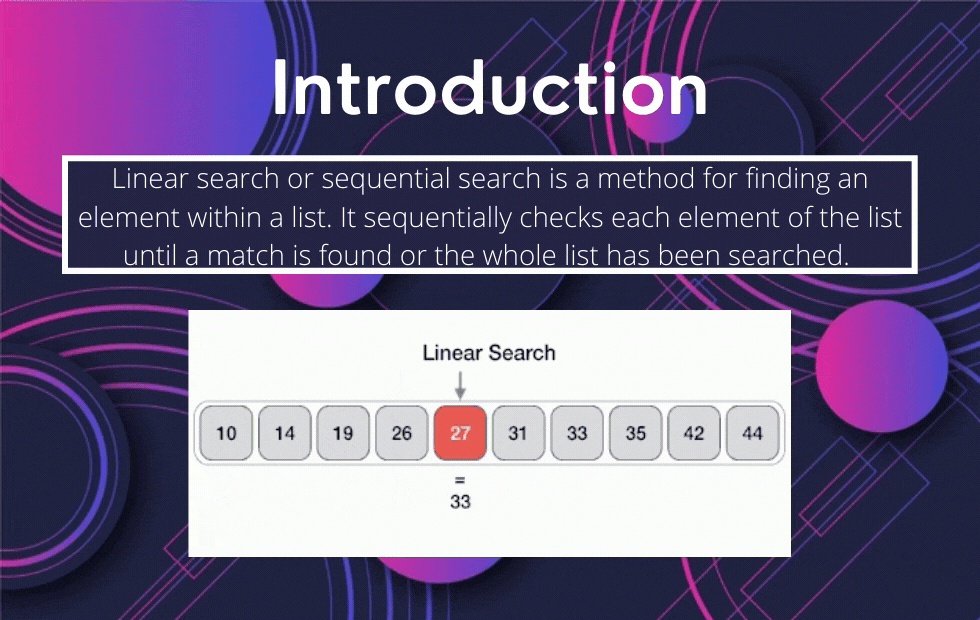 Introduction
Linear search or sequential search is a method for finding an
element within a list. It sequentially checks each element of the list
until a match is found or the whole list has been searched.
Linear Search
10 14 19 26 27 31 33 35 42 44
=
33